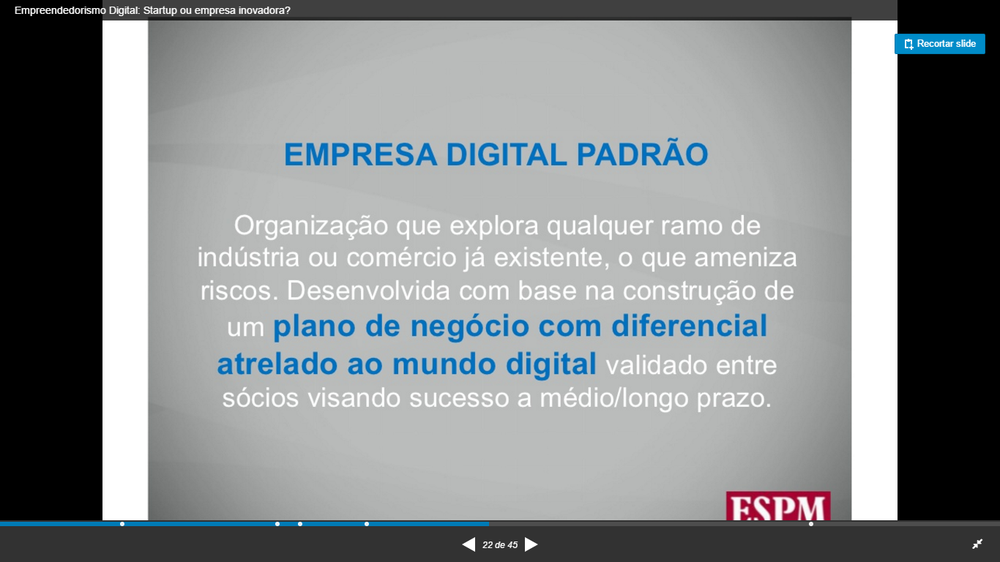 Empreendedorismo Digital: Startup ou empresa inovadora?
Recortar slide
EMPRESA DIGITAL PADRÃO
Organização que explora qualquer ramo de
indústria ou comércio já existente, o que ameniza
riscos. Desenvolvida com base na construção de
um plano de negócio com diferencial
atrelado ao mundo digital validado entre
sócios visando sucesso a médio/longo prazo.
ESPM
22 de 45